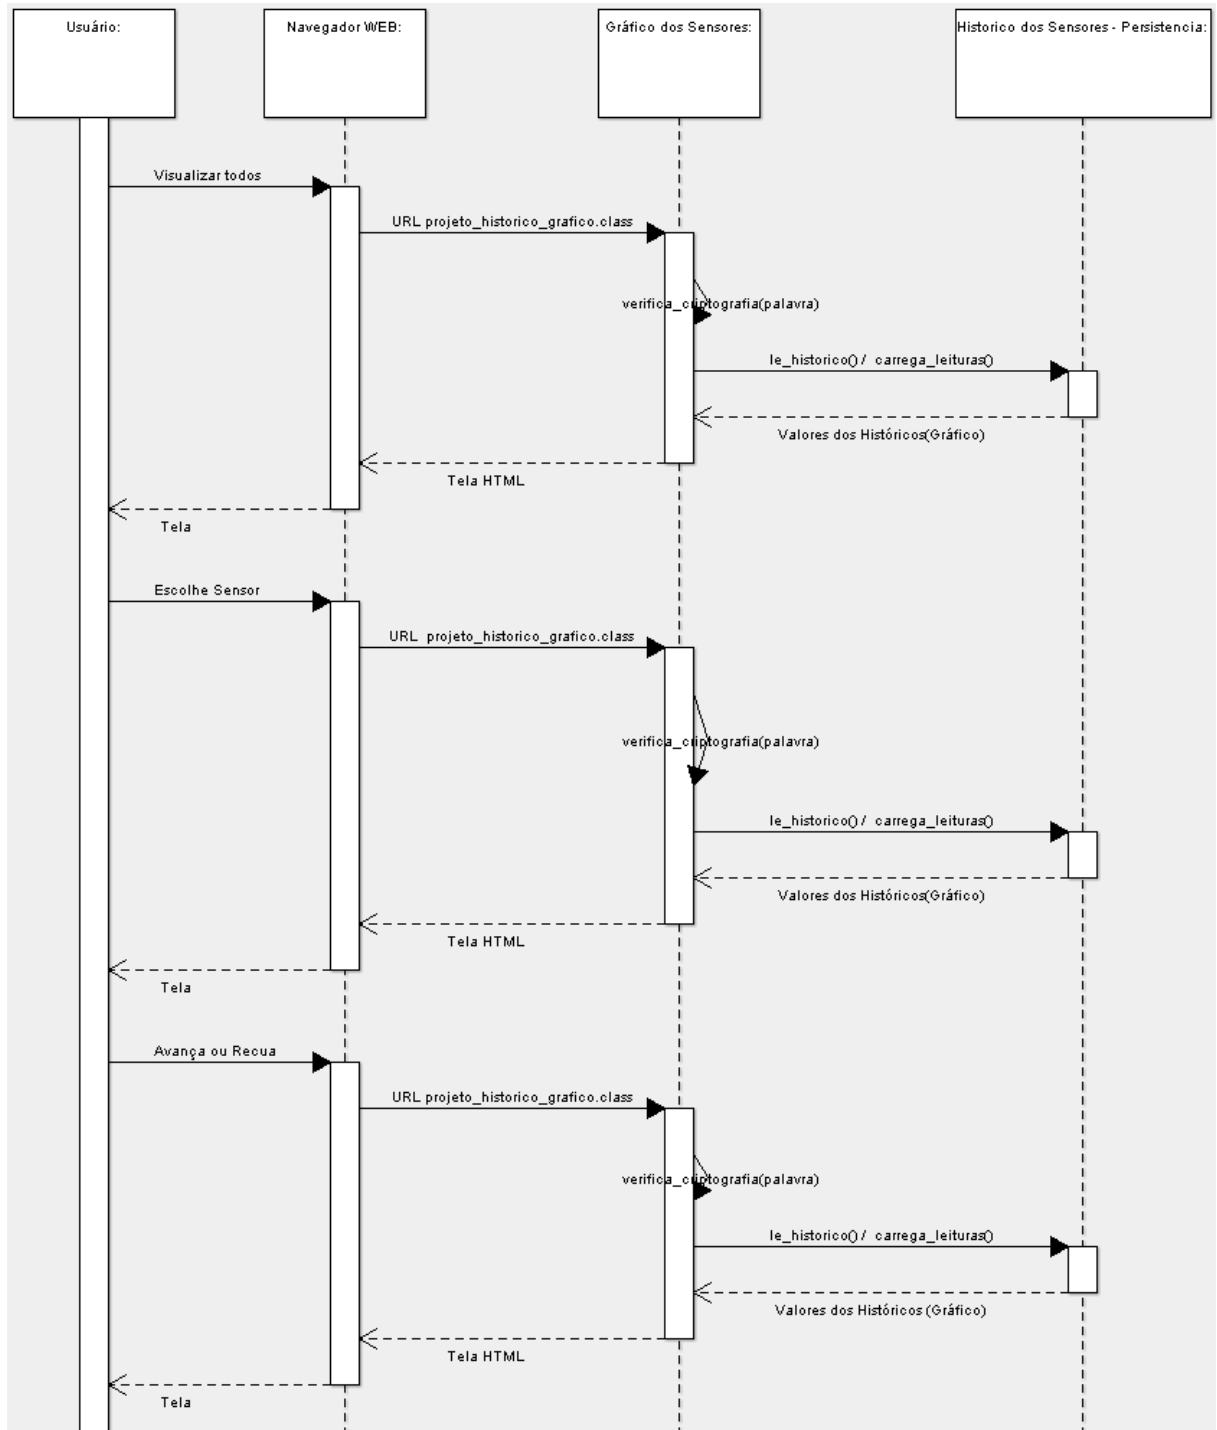 Usuário:
Navegador WEB:
Gráfico dos Sensores:
Historico dos Sensores - Persistencia:
Visualizar todos
URL projeto_historico_grafico.class
verifica_criptografia(palavra)
le_historico() / carrega_leituras()
Valores dos Históricos(Gráfico)
Tela HTML
Tela
Escolhe Sensor
URL projeto_historico_grafico.class
verifica_criptografia(palavra)
le_historico() / carrega_leituras()
Valores dos Históricos(Gráfico)
Tela HTML
Tela
Avança ou Recua
URL projeto_historico_grafico.class
verifica_criptografia(palavra)
le_historico() / carrega_leituras()
Valores dos Históricos (Gráfico)
Tela HTML
Tela